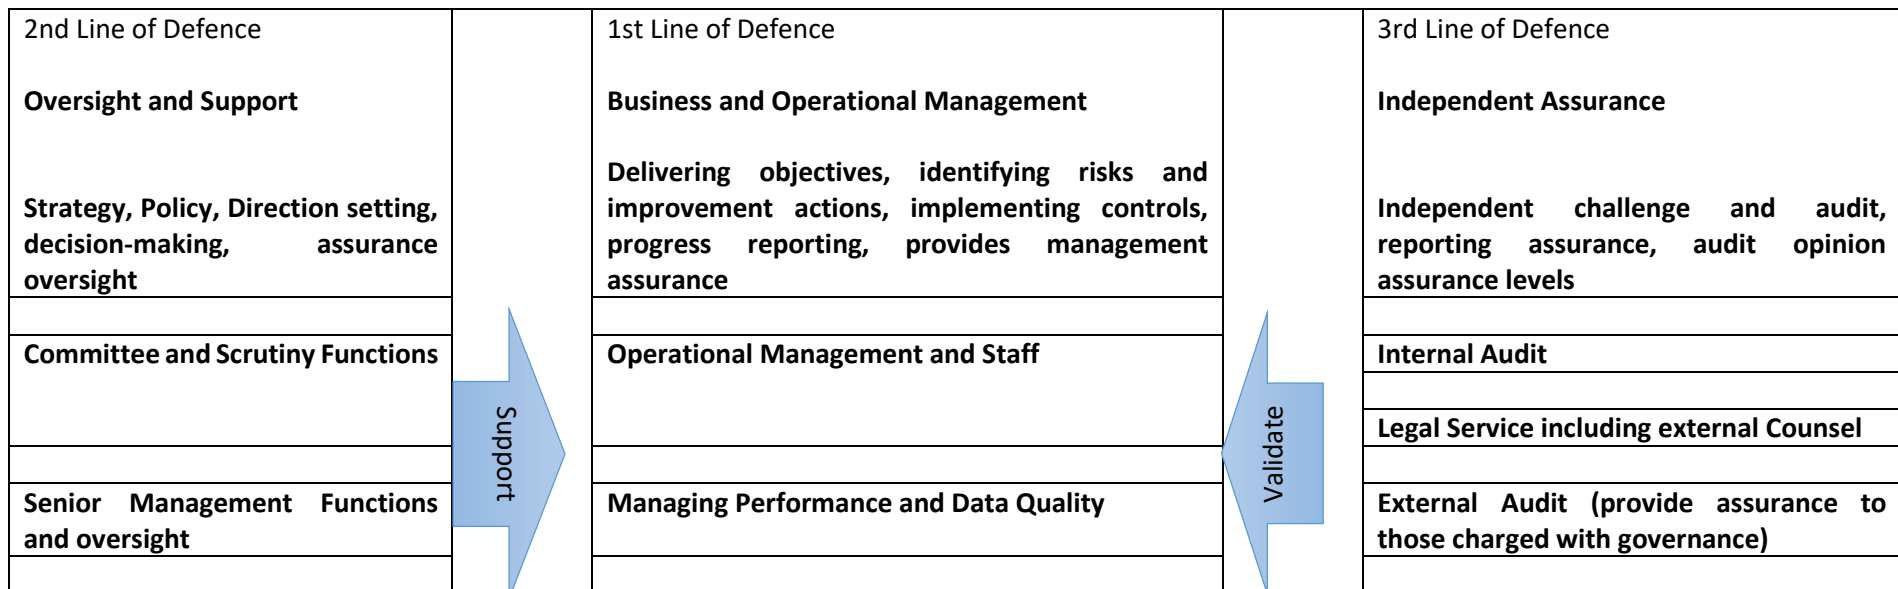 2nd Line of Defence
Oversight and Support
Strategy, Policy, Direction setting,
decision-making, assurance
oversight
Committee and Scrutiny Functions
Senior Management Functions
and oversight
Support
1st Line of Defence
Business and Operational Management
Delivering objectives, identifying risks and
improvement actions, implementing controls,
progress reporting, provides management
assurance
Operational Management and Staff
Managing Performance and Data Quality
Validate
3rd Line of Defence
Independent Assurance
Independent challenge and audit,
reporting assurance, audit opinion
assurance levels
Internal Audit
Legal Service including external Counsel
External Audit (provide assurance to
those charged with governance)